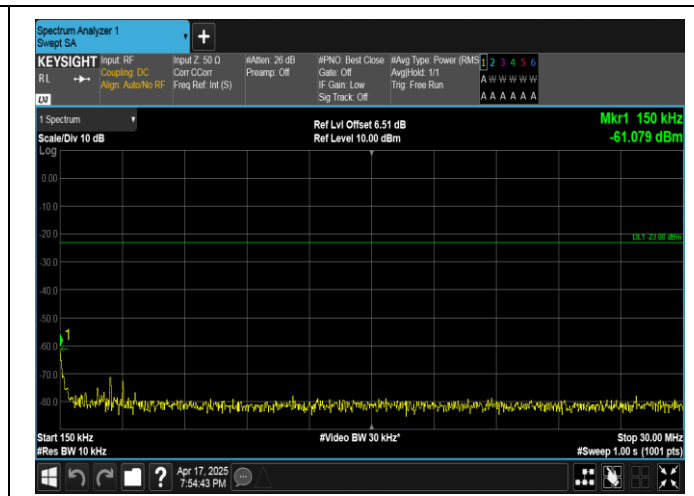 Spectrum Analyzer 1
Swept SA
KEYSIGHT
RL
LXI
Input: RF
Coupling: DC
Align: Auto/No RF
Input Z: 50 Ω
Corr CCorr
Freq Ref: Int (S)
#Atten: 26 dB
Preamp: Off
#PNO: Best Close
Gate: Off
IF Gain: Low
Sig Track: Off
#Avg Type: Power (RMS
Avg|Hold: 1/1
Trig: Free Run
1 2 3 4 5 6
A W W W W W
A A A A A A
1 Spectrum
Scale/Div 10 dB
Log
Ref Lvl Offset 6.51 dB
Ref Level 10.00 dBm
Mkr1 150 kHz
-61.079 dBm
0.00
-10.0
-20.0
DL1 -23.00 dBm
-30.0
-40.0
-50.0
1
-60.0
-70.0
-80.0
Start 150 kHz
#Res BW 10 kHz
#Video BW 30 kHz*
Stop 30.00 MHz
#Sweep 1.00 s (1001 pts)
?
Apr 17, 2025
7:54:43 PM